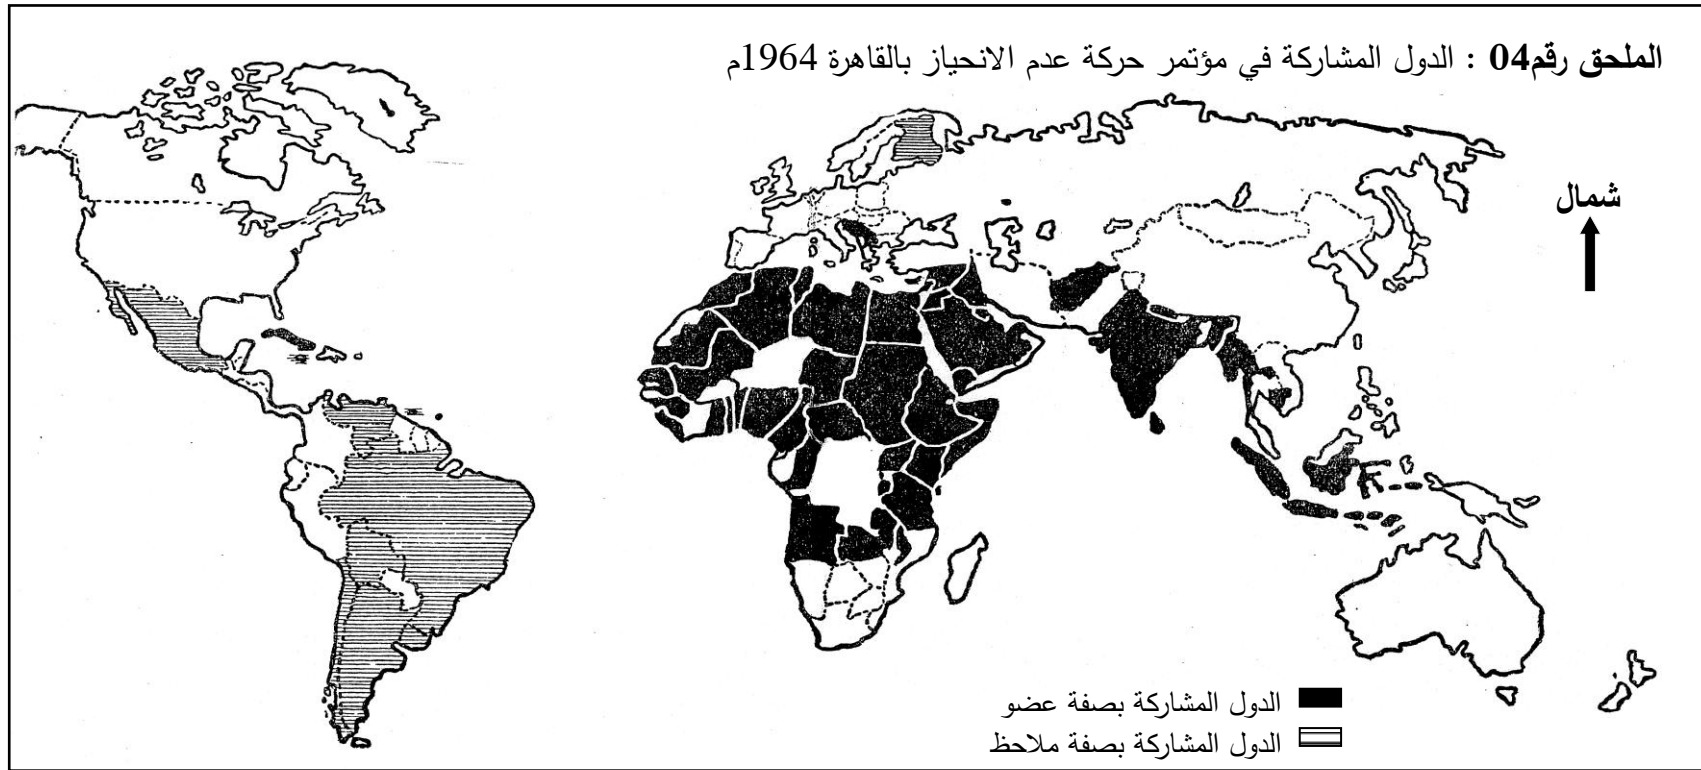 الملحق رقم04 : الدول المشاركة في مؤتمر حركة عدم الانحياز بالقاهرة 1964م
شمال
الدول المشاركة بصفة عضو
الدول المشاركة بصفة ملاحظ